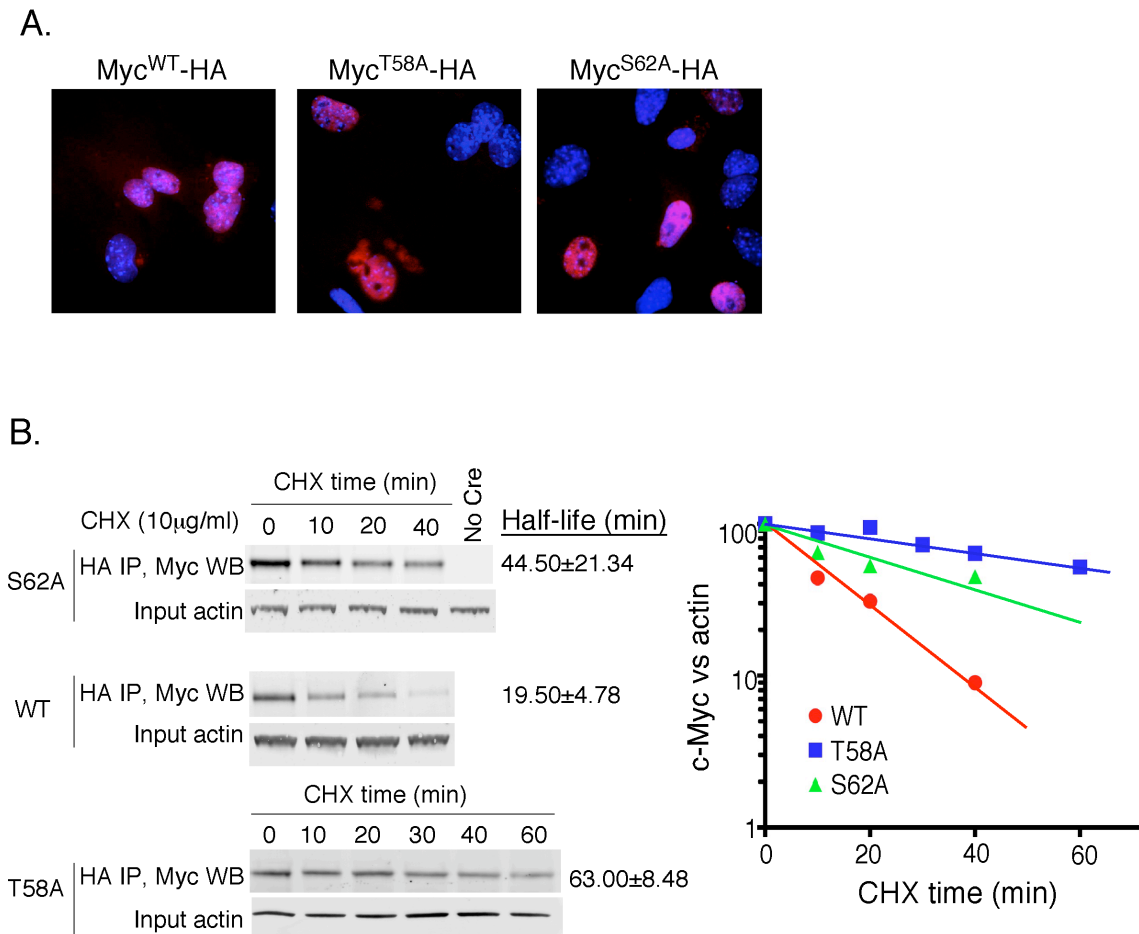 A.
Myc^WT-HA
Myc^T58A-HA
Myc^S62A-HA
B.
CHX time (min)
No Cre
CHX (10μg/ml) 0 10 20 40
Half-life (min)
S62A
HA IP, Myc WB
44.50±21.34
Input actin
WT
HA IP, Myc WB
19.50±4.78
Input actin
CHX time (min)
0 10 20 30 40 60
T58A
HA IP, Myc WB
63.00±8.48
Input actin
c-Myc vs actin
100
10
1
WT
T58A
S62A
0 20 40 60
CHX time (min)